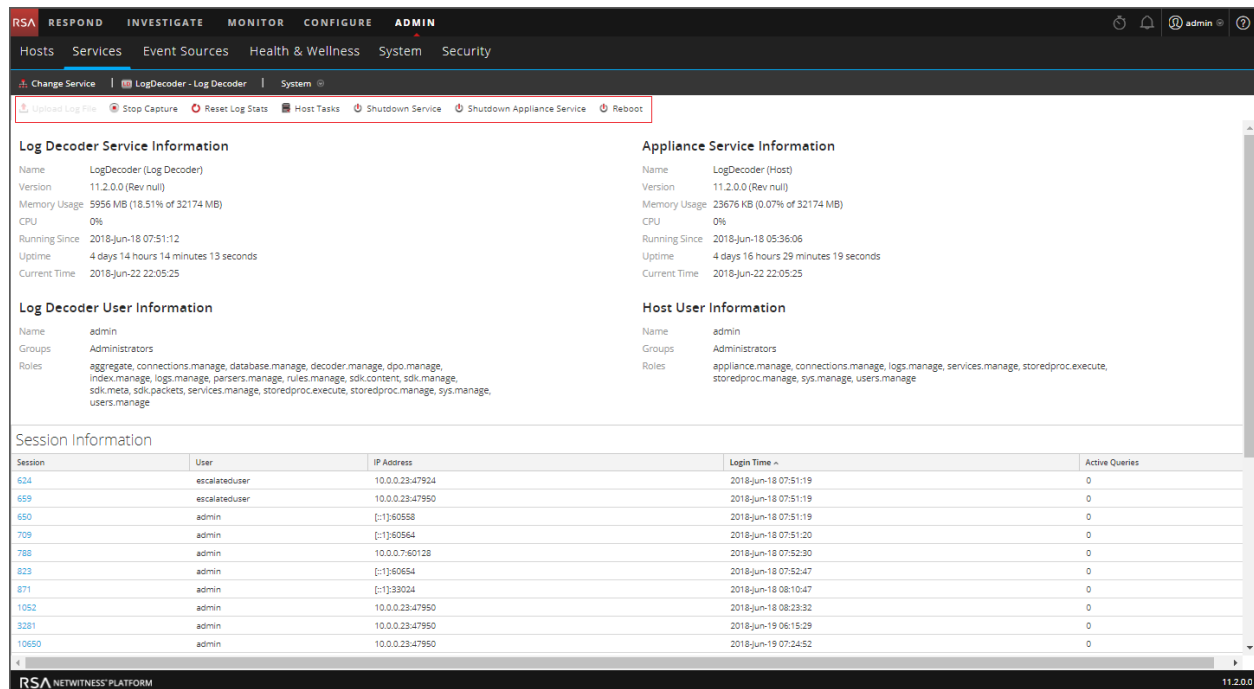 RSA RESPOND INVESTIGATE MONITOR CONFIGURE ADMIN admin
Hosts Services Event Sources Health & Wellness System Security
Change Service | LogDecoder - Log Decoder | System
Upload Log File Stop Capture Reset Log Stats Host Tasks Shutdown Service Shutdown Appliance Service Reboot
Log Decoder Service Information
Name LogDecoder (Log Decoder)
Version 11.2.0.0 (Rev null)
Memory Usage 5956 MB (18.51% of 32174 MB)
CPU 0%
Running Since 2018-Jun-18 07:51:12
Uptime 4 days 14 hours 14 minutes 13 seconds
Current Time 2018-Jun-22 22:05:25
Appliance Service Information
Name LogDecoder (Host)
Version 11.2.0.0 (Rev null)
Memory Usage 23676 KB (0.07% of 32174 MB)
CPU 0%
Running Since 2018-Jun-18 05:36:06
Uptime 4 days 16 hours 29 minutes 19 seconds
Current Time 2018-Jun-22 22:05:25
Log Decoder User Information
Name admin
Groups Administrators
Roles aggregate, connections.manage, database.manage, decoder.manage, dpo.manage,
index.manage, logs.manage, parsers.manage, rules.manage, sdk.content, sdk.manage,
sdk.meta, sdk.packets, services.manage, storedproc.execute, storedproc.manage, sys.manage,
users.manage
Host User Information
Name admin
Groups Administrators
Roles appliance.manage, connections.manage, logs.manage, services.manage, storedproc.execute,
storedproc.manage, sys.manage, users.manage
Session Information
Session User IP Address Login Time Active Queries
624 escalateduser 10.0.0.23:47924 2018-Jun-18 07:51:19 0
659 escalateduser 10.0.0.23:47950 2018-Jun-18 07:51:19 0
650 admin [::1]:60558 2018-Jun-18 07:51:19 0
709 admin [::1]:60564 2018-Jun-18 07:51:20 0
788 admin 10.0.0.7:60128 2018-Jun-18 07:52:30 0
823 admin [::1]:60654 2018-Jun-18 07:52:47 0
871 admin [::1]:33024 2018-Jun-18 08:10:47 0
1052 admin 10.0.0.23:47950 2018-Jun-18 08:23:32 0
3281 admin 10.0.0.23:47950 2018-Jun-19 06:15:29 0
10650 admin 10.0.0.23:47950 2018-Jun-19 07:24:52 0
RSA NETWITNESS® PLATFORM 11.2.0.0